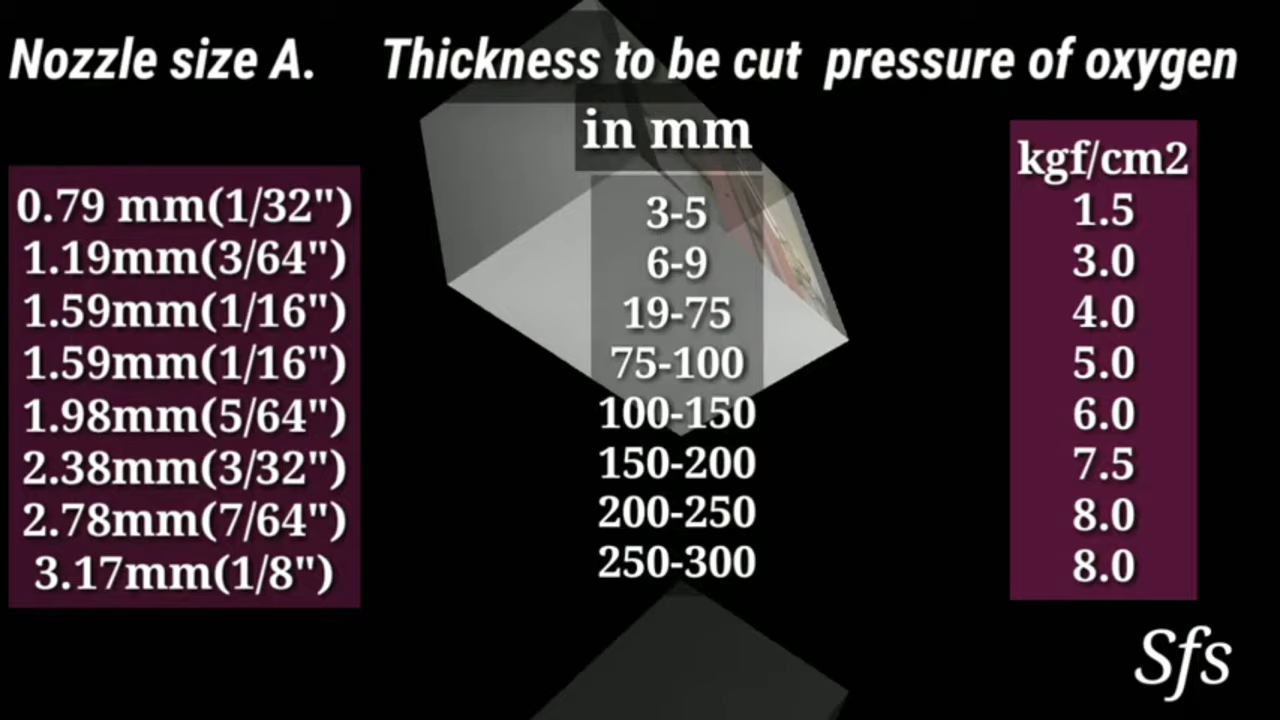 Nozzle size A. Thickness to be cut pressure of oxygen
in mm
kgf/cm2
0.79 mm(1/32") 3-5 1.5
1.19mm(3/64") 6-9 3.0
1.59mm(1/16") 19-75 4.0
1.59mm(1/16") 75-100 5.0
1.98mm(5/64") 100-150 6.0
2.38mm(3/32") 150-200 7.5
2.78mm(7/64") 200-250 8.0
3.17mm(1/8") 250-300 8.0
Sfs